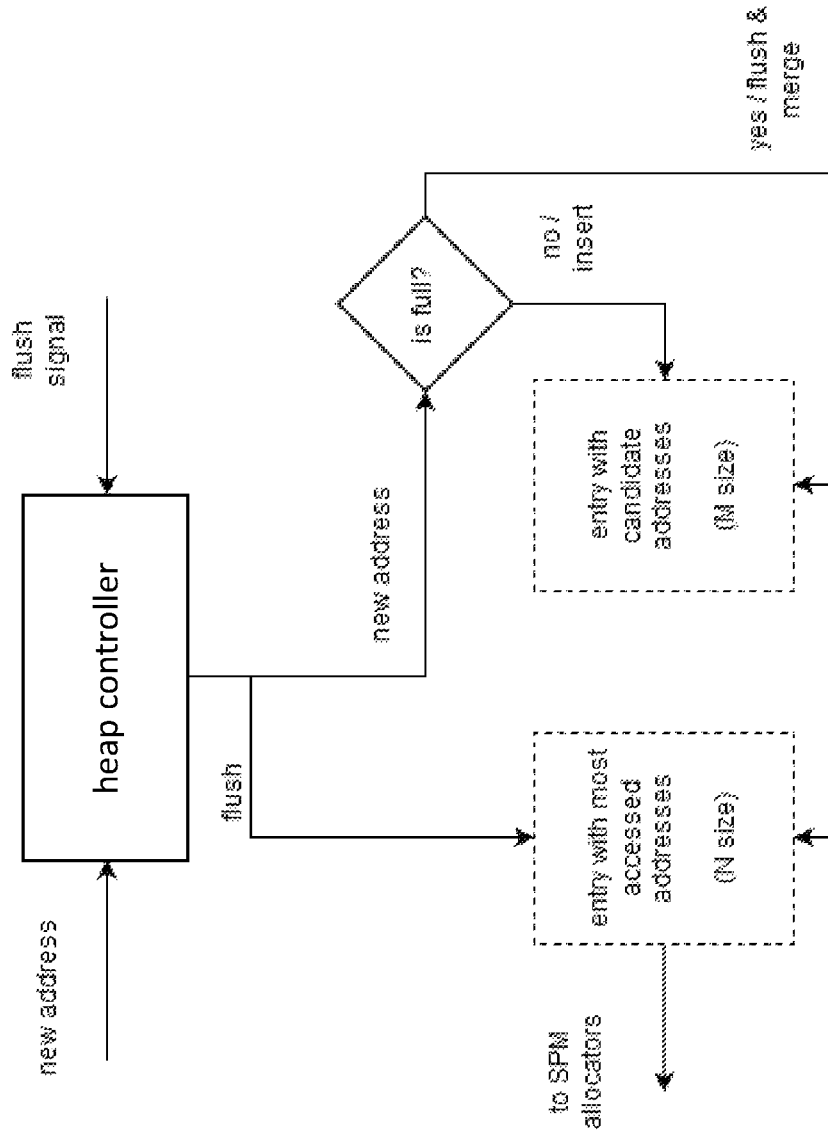 new address
heap controller
flush
signal
flush
new address
is full?
no /
insert
yes / flush &
merge
to SPM
allocators
entry with most
accessed
addresses
(N size)
entry with
candidate
addresses
(M size)